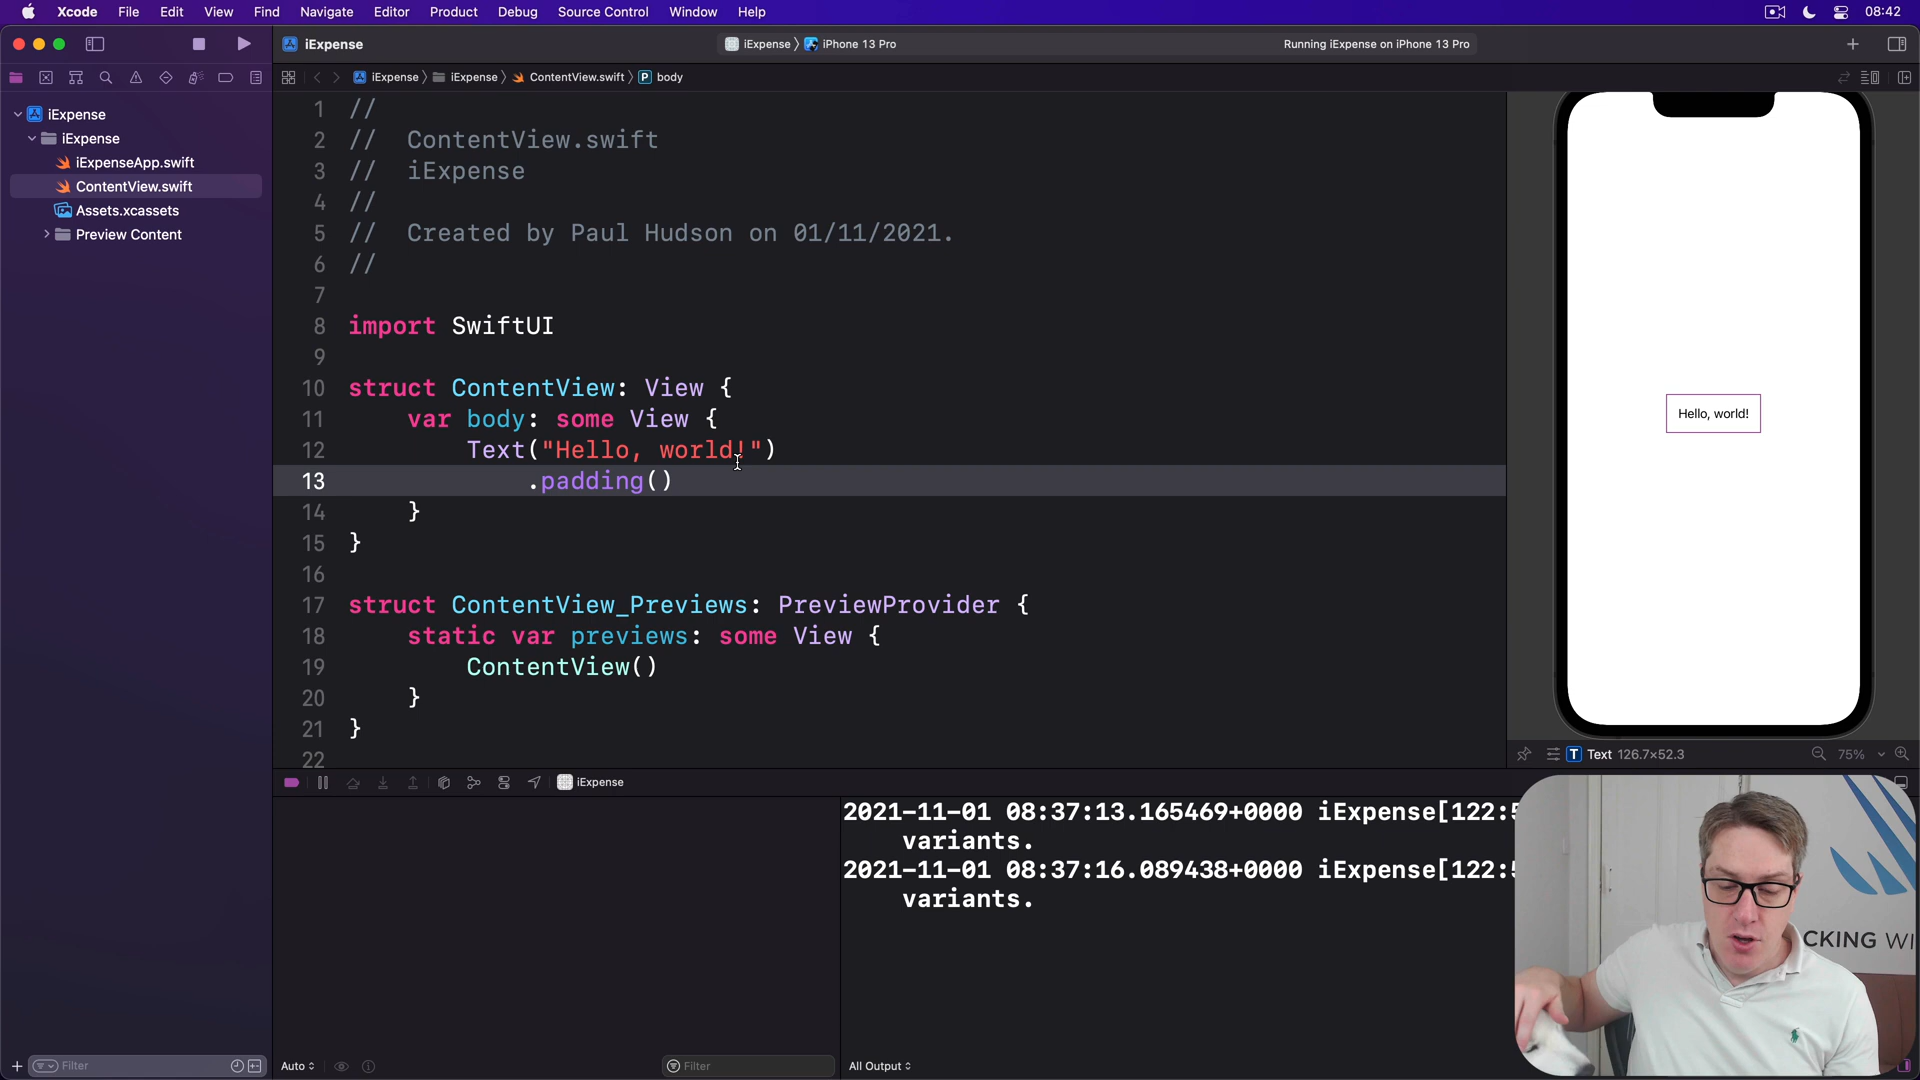 Xcode File Edit View Find Navigate Editor Product Debug Source Control Window Help 08:42
iExpense iExpense iPhone 13 Pro Running iExpense on iPhone 13 Pro
iExpense iExpense ContentView.swift P body
iExpense
iExpense
iExpenseApp.swift
ContentView.swift
Assets.xcassets
Preview Content
1 //
2 // ContentView.swift
3 // iExpense
4 //
5 // Created by Paul Hudson on 01/11/2021.
6 //
7
8 import SwiftUI
9
10 struct ContentView: View {
11 var body: some View {
12 Text("Hello, world!")
13 .padding()
14 }
15 }
16
17 struct ContentView_Previews: PreviewProvider {
18 static var previews: some View {
19 ContentView()
20 }
21 }
22
Hello, world!
T Text 126.7×52.3 75%
iExpense
2021-11-01 08:37:13.165469+0000 iExpense[122:
variants.
2021-11-01 08:37:16.089438+0000 iExpense[122:
variants.
CKING WI
Filter
Auto
Filter
All Output